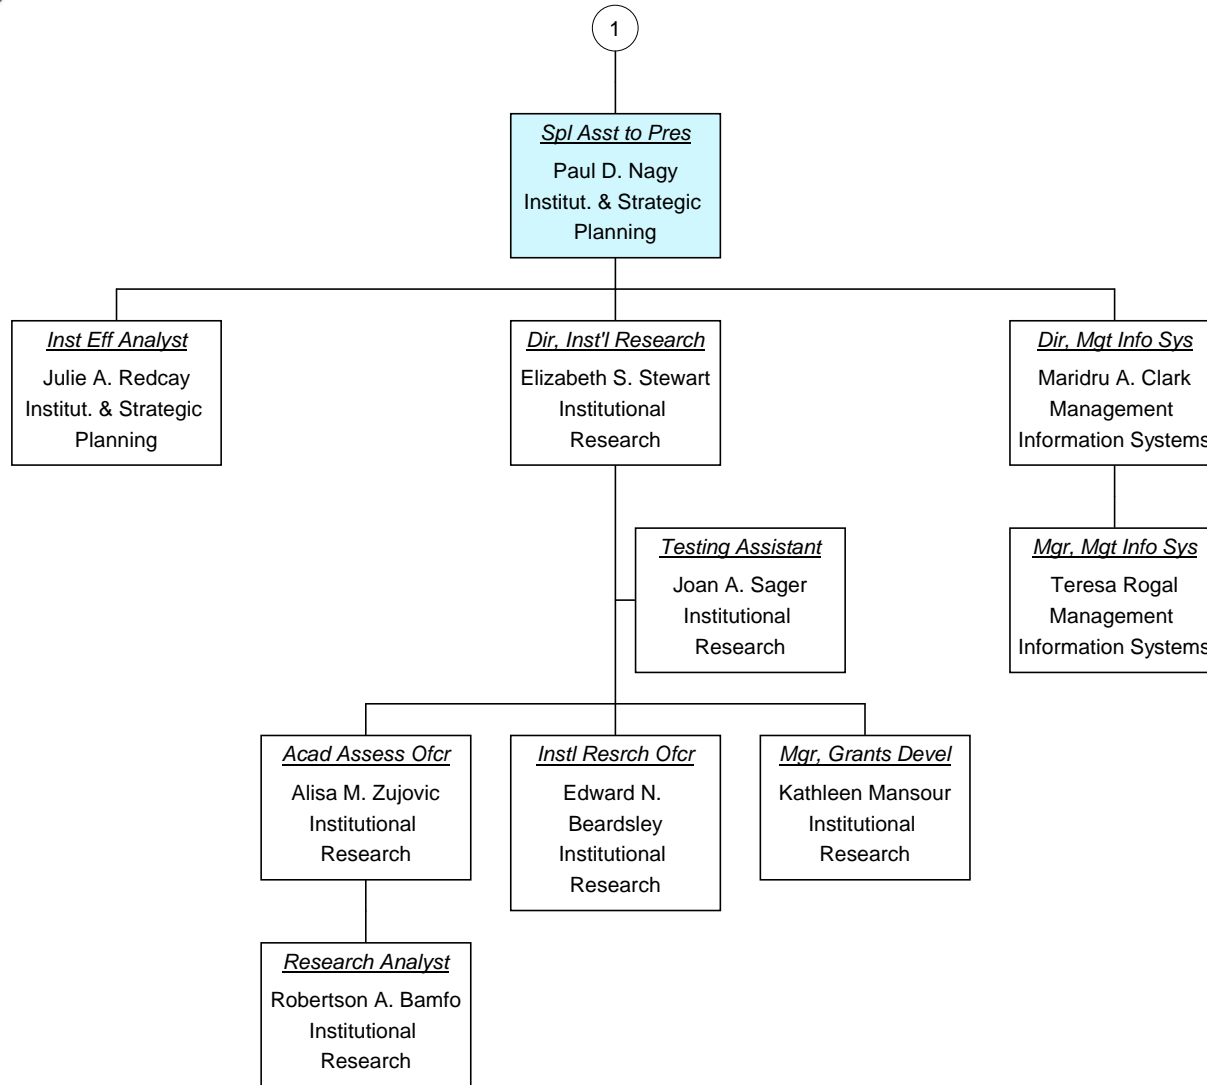 1
Spl Asst to Pres
Paul D. Nagy
Institut. & Strategic
Planning
Inst Eff Analyst
Julie A. Redcay
Institut. & Strategic
Planning
Dir, Inst'l Research
Elizabeth S. Stewart
Institutional
Research
Dir, Mgt Info Sys
Maridru A. Clark
Management
Information Systems
Testing Assistant
Joan A. Sager
Institutional
Research
Mgr, Mgt Info Sys
Teresa Rogal
Management
Information Systems
Acad Assess Ofcr
Alisa M. Zujovic
Institutional
Research
Instl Resrch Ofcr
Edward N.
Beardsley
Institutional
Research
Mgr, Grants Devel
Kathleen Mansour
Institutional
Research
Research Analyst
Robertson A. Bamfo
Institutional
Research